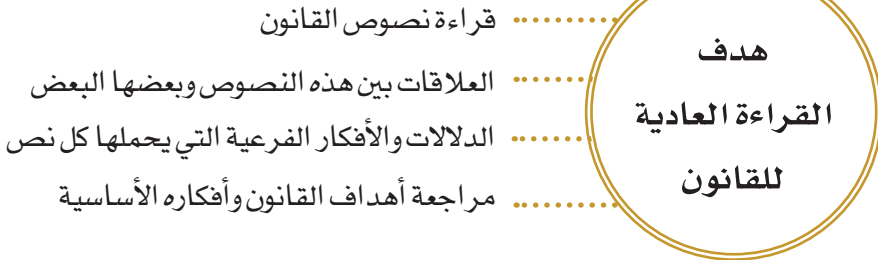 هدف
القراءة العادية
للقانون
قراءة نصوص القانون
العلاقات بين هذه النصوص وبعضها البعض
الدلالات والأفكار الفرعية التي يحملها كل نص
مراجعة أهداف القانون وأفكاره الأساسية